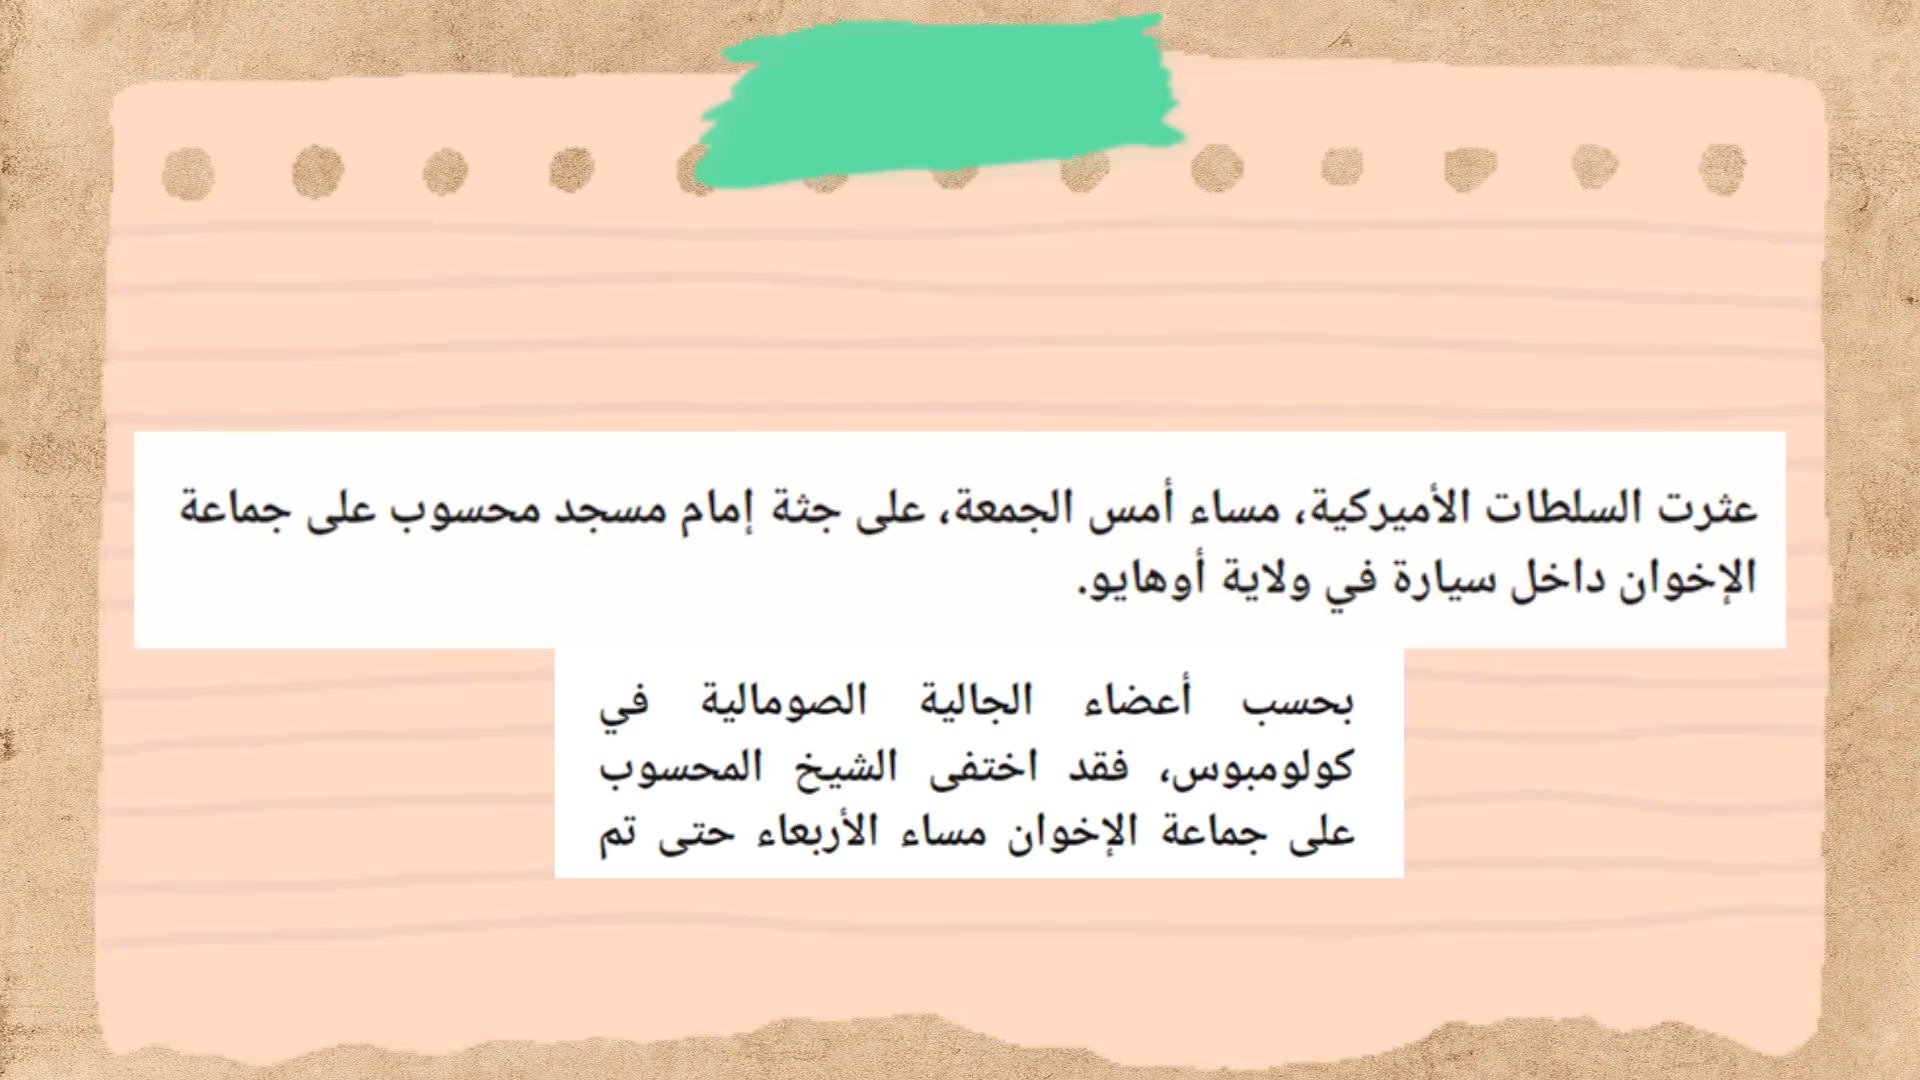 عثرت السلطات الأميركية، مساء أمس الجمعة، على جثة إمام مسجد محسوب على جماعة
الإخوان داخل سيارة في ولاية أوهايو.
بحسب أعضاء الجالية الصومالية في
كولومبوس، فقد اختفى الشيخ المحسوب
على جماعة الإخوان مساء الأربعاء حتى تم